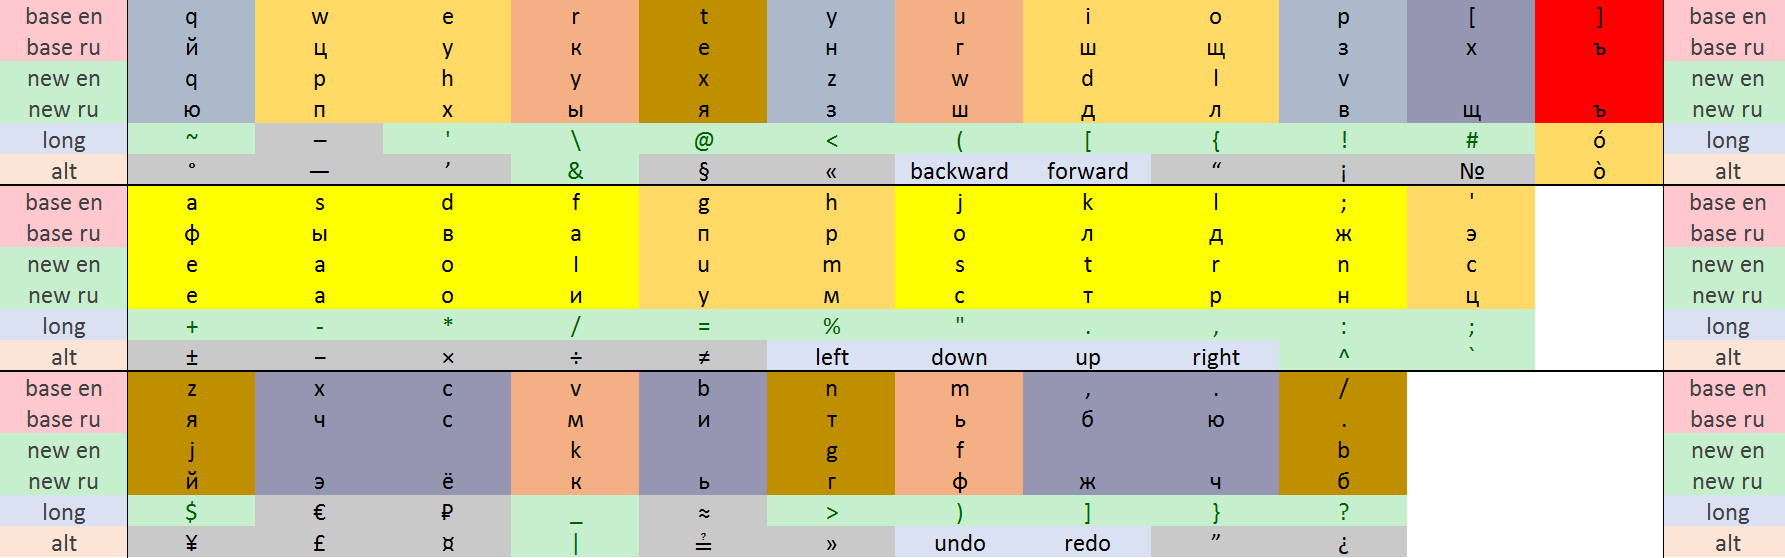 base en q w e r t y u i o p [ ] base en
base ru й ц у к е н г ш щ з х ъ base ru
new en q p h y x z w d l v new en
new ru ю п х ы я з ш д л в щ ъ new ru
long ~ – ' \ @ < ( [ { ! # ó long
alt ° — ’ & § « backward forward “ ¡ № ò alt
base en a s d f g h j k l ; ' base en
base ru ф ы в а п р о л д ж э base ru
new en e a o i u m s t r n c new en
new ru е а о и у м с т р н ц new ru
long + - * / = % " . , : ; long
alt ± − × ÷ ≠ left down up right ^ ` alt
base en z x c v b n m , . / base en
base ru я ч с м и т ь б ю . base ru
new en j k g f b new en
new ru й э ё к ь г ф ж ч б new ru
long $ € ₽ _ ≈ > ) ] } ? long
alt ¥ £ ¤ | ≟ » undo redo ” ¿ alt